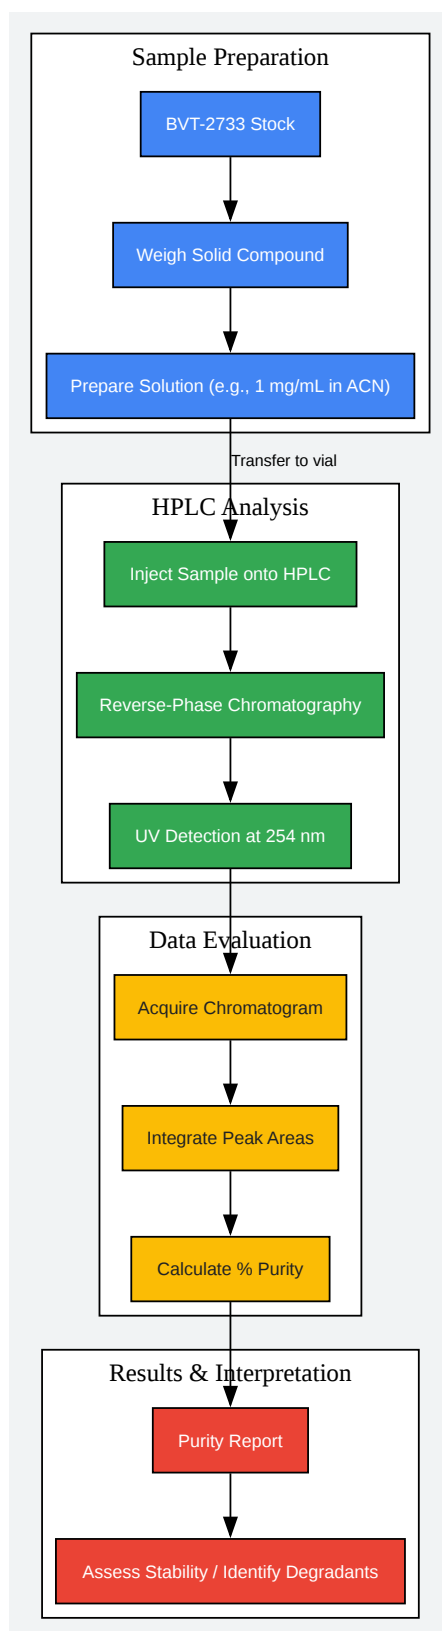 Sample Preparation
BVT-2733 Stock
Weigh Solid Compound
Prepare Solution (e.g., 1 mg/mL in ACN)
Transfer to vial
HPLC Analysis
Inject Sample onto HPLC
Reverse-Phase Chromatography
UV Detection at 254 nm
Data Evaluation
Acquire Chromatogram
Integrate Peak Areas
Calculate % Purity
Results & Interpretation
Purity Report
Assess Stability / Identify Degradants